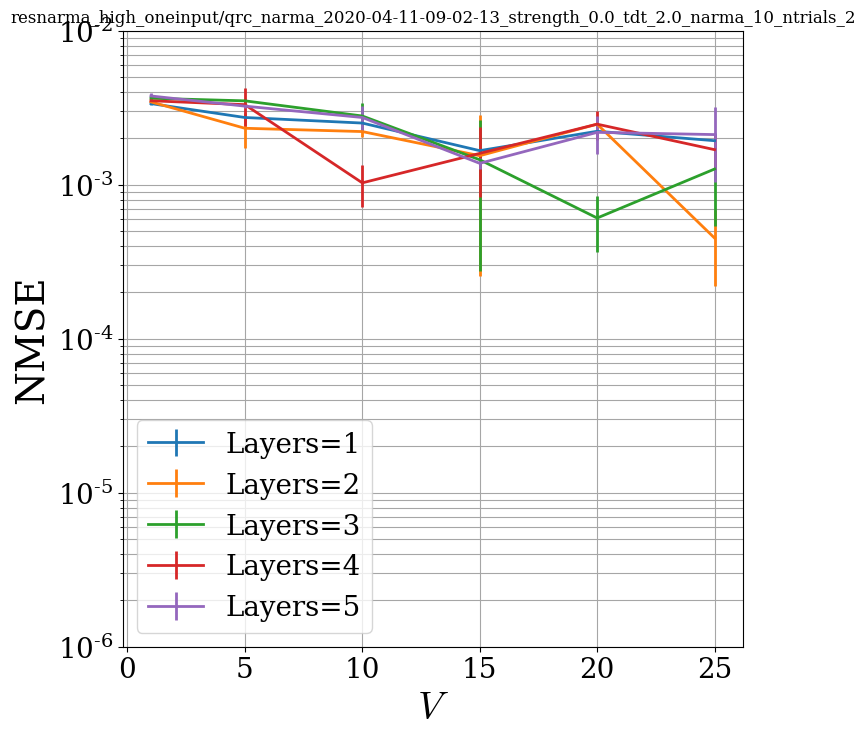 resnarma_high_oneinput/qrc_narma_2020-04-11-09-02-13_strength_0.0_tdt_2.0_narma_10_ntrials_2
10⁻²
10⁻³
10⁻⁴
10⁻⁵
10⁻⁶
NMSE
Layers=1
Layers=2
Layers=3
Layers=4
Layers=5
0 5 10 15 20 25
V